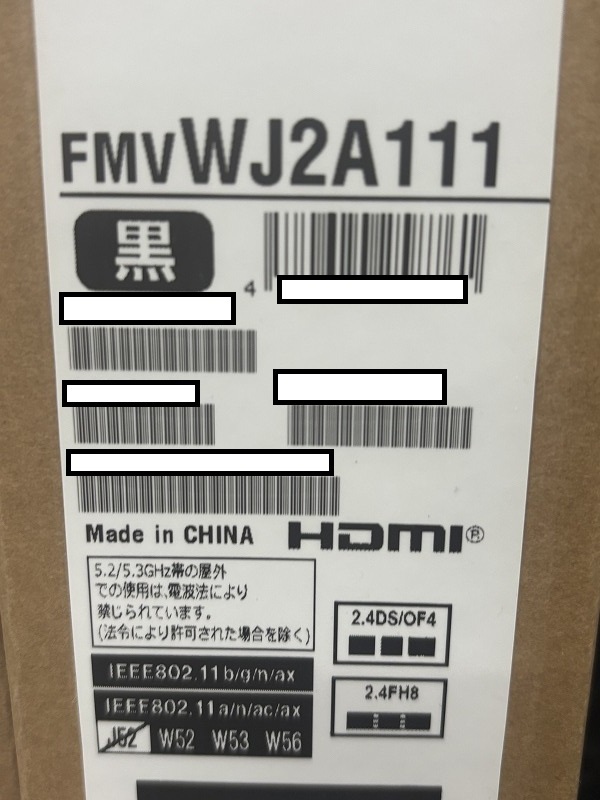 FMVWJ2A111
黒
4
Made in CHINA HDMI®
5.2/5.3GHz帯の屋外
での使用は、電波法により
禁じられています。
(法令により許可された場合を除く)
2.4DS/OF4
IEEE802.11b/g/n/ax
2.4FH8
IEEE802.11a/n/ac/ax
J52 W52 W53 W56